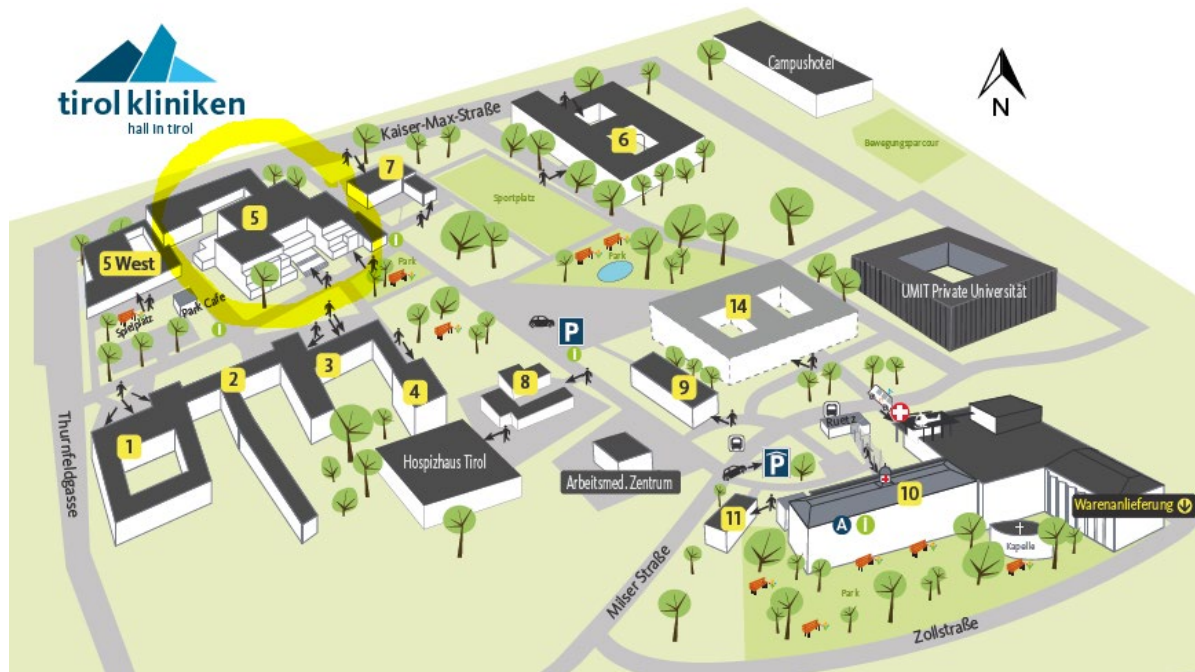 tirol kliniken
hall in tirol
Campushotel
N
Kaiser-Max-Straße
6
Bewegungsparcour
7
Sportplatz
5
i
5 West
Park
Park
UMIT Private Universität
Park Cafe
Spielplatz
i
14
P
i
3
2
4
8
9
1
Ruetz
Thurnfeldgasse
Hospizhaus Tirol
Arbeitsmed. Zentrum
P
10
11
A i
Warenanlieferung
Kapelle
Milser Straße
Park
Zollstraße